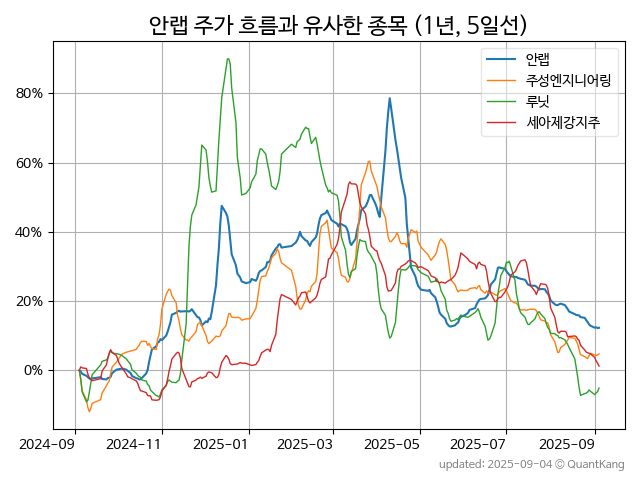 안랩 주가 흐름과 유사한 종목 (1년, 5일선)
안랩
주성엔지니어링
루닛
세아제강지주
80%
60%
40%
20%
0%
2024-09 2024-11 2025-01 2025-03 2025-05 2025-07 2025-09
updated: 2025-09-04 © QuantKang